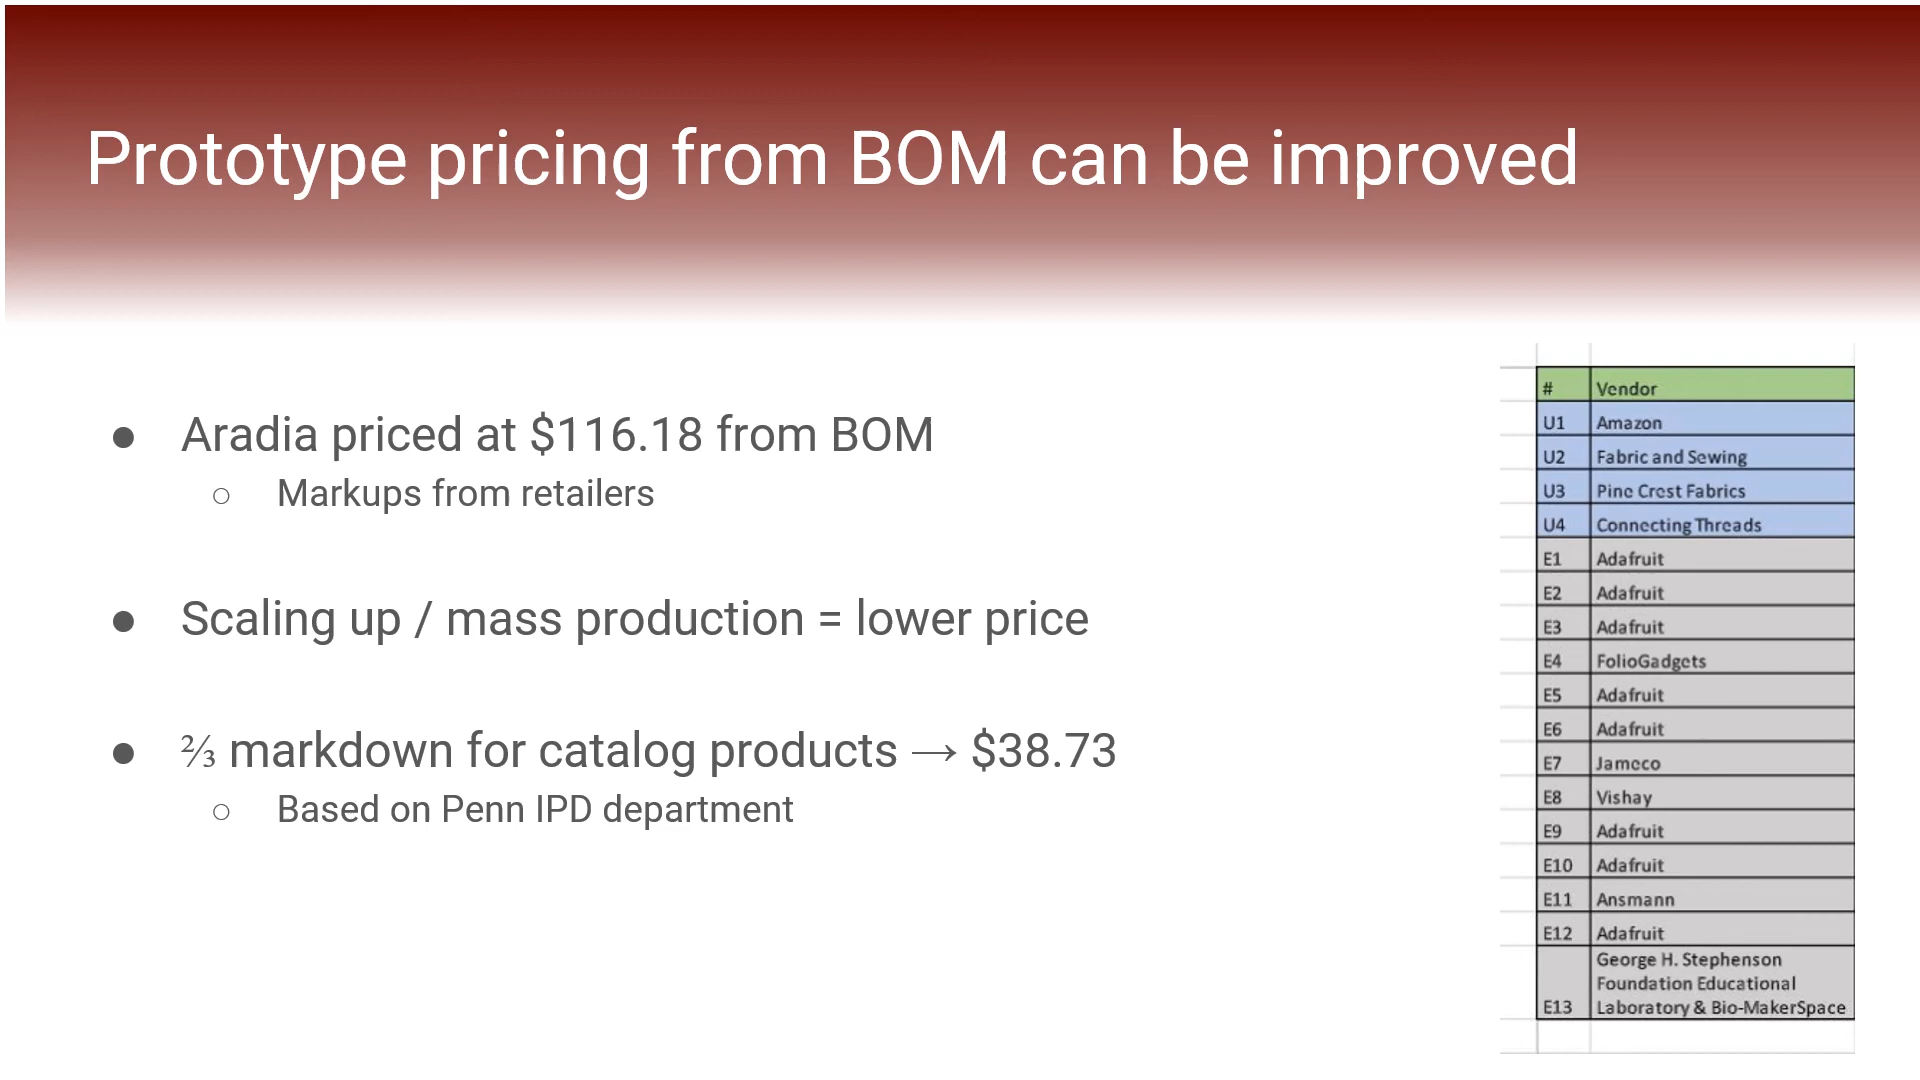 Prototype pricing from BOM can be improved
● Aradia priced at $116.18 from BOM
○ Markups from retailers
● Scaling up / mass production = lower price
● ⅔ markdown for catalog products → $38.73
○ Based on Penn IPD department
# Vendor
U1 Amazon
U2 Fabric and Sewing
U3 Pine Crest Fabrics
U4 Connecting Threads
E1 Adafruit
E2 Adafruit
E3 Adafruit
E4 FolioGadgets
E5 Adafruit
E6 Adafruit
E7 Jameco
E8 Vishay
E9 Adafruit
E10 Adafruit
E11 Ansmann
E12 Adafruit
George H. Stephenson
Foundation Educational
E13 Laboratory & Bio-MakerSpace